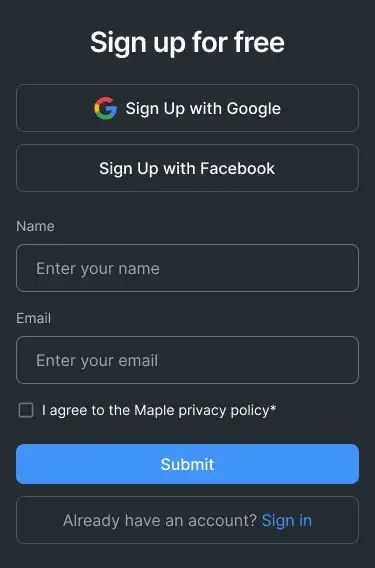 Sign up for free
Sign Up with Google
Sign Up with Facebook
Name
Enter your name
Email
Enter your email
I agree to the Maple privacy policy*
Submit
Already have an account? Sign in